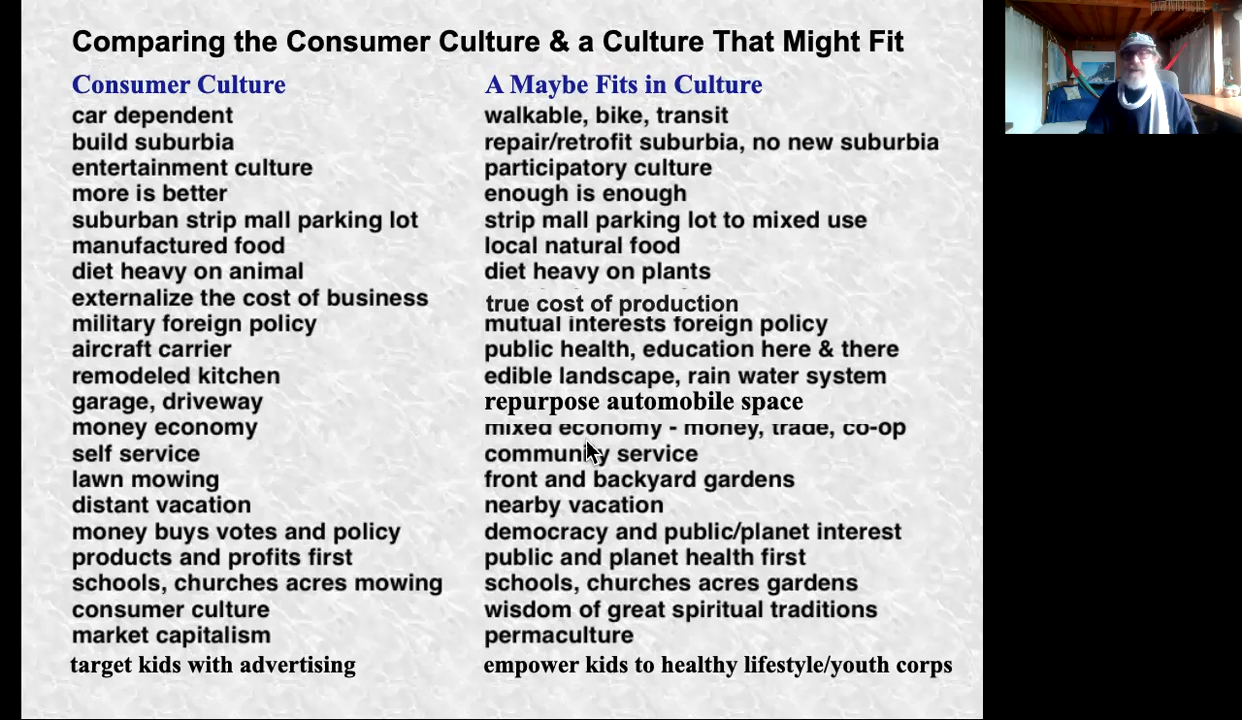 Comparing the Consumer Culture & a Culture That Might Fit
Consumer Culture
A Maybe Fits in Culture
car dependent
walkable, bike, transit
build suburbia
repair/retrofit suburbia, no new suburbia
entertainment culture
participatory culture
more is better
enough is enough
suburban strip mall parking lot
strip mall parking lot to mixed use
manufactured food
local natural food
diet heavy on animal
diet heavy on plants
externalize the cost of business
true cost of production
military foreign policy
mutual interests foreign policy
aircraft carrier
public health, education here & there
remodeled kitchen
edible landscape, rain water system
garage, driveway
repurpose automobile space
money economy
mixed economy - money, trade, co-op
self service
community service
lawn mowing
front and backyard gardens
distant vacation
nearby vacation
money buys votes and policy
democracy and public/planet interest
products and profits first
public and planet health first
schools, churches acres mowing
schools, churches acres gardens
consumer culture
wisdom of great spiritual traditions
market capitalism
permaculture
target kids with advertising
empower kids to healthy lifestyle/youth corps